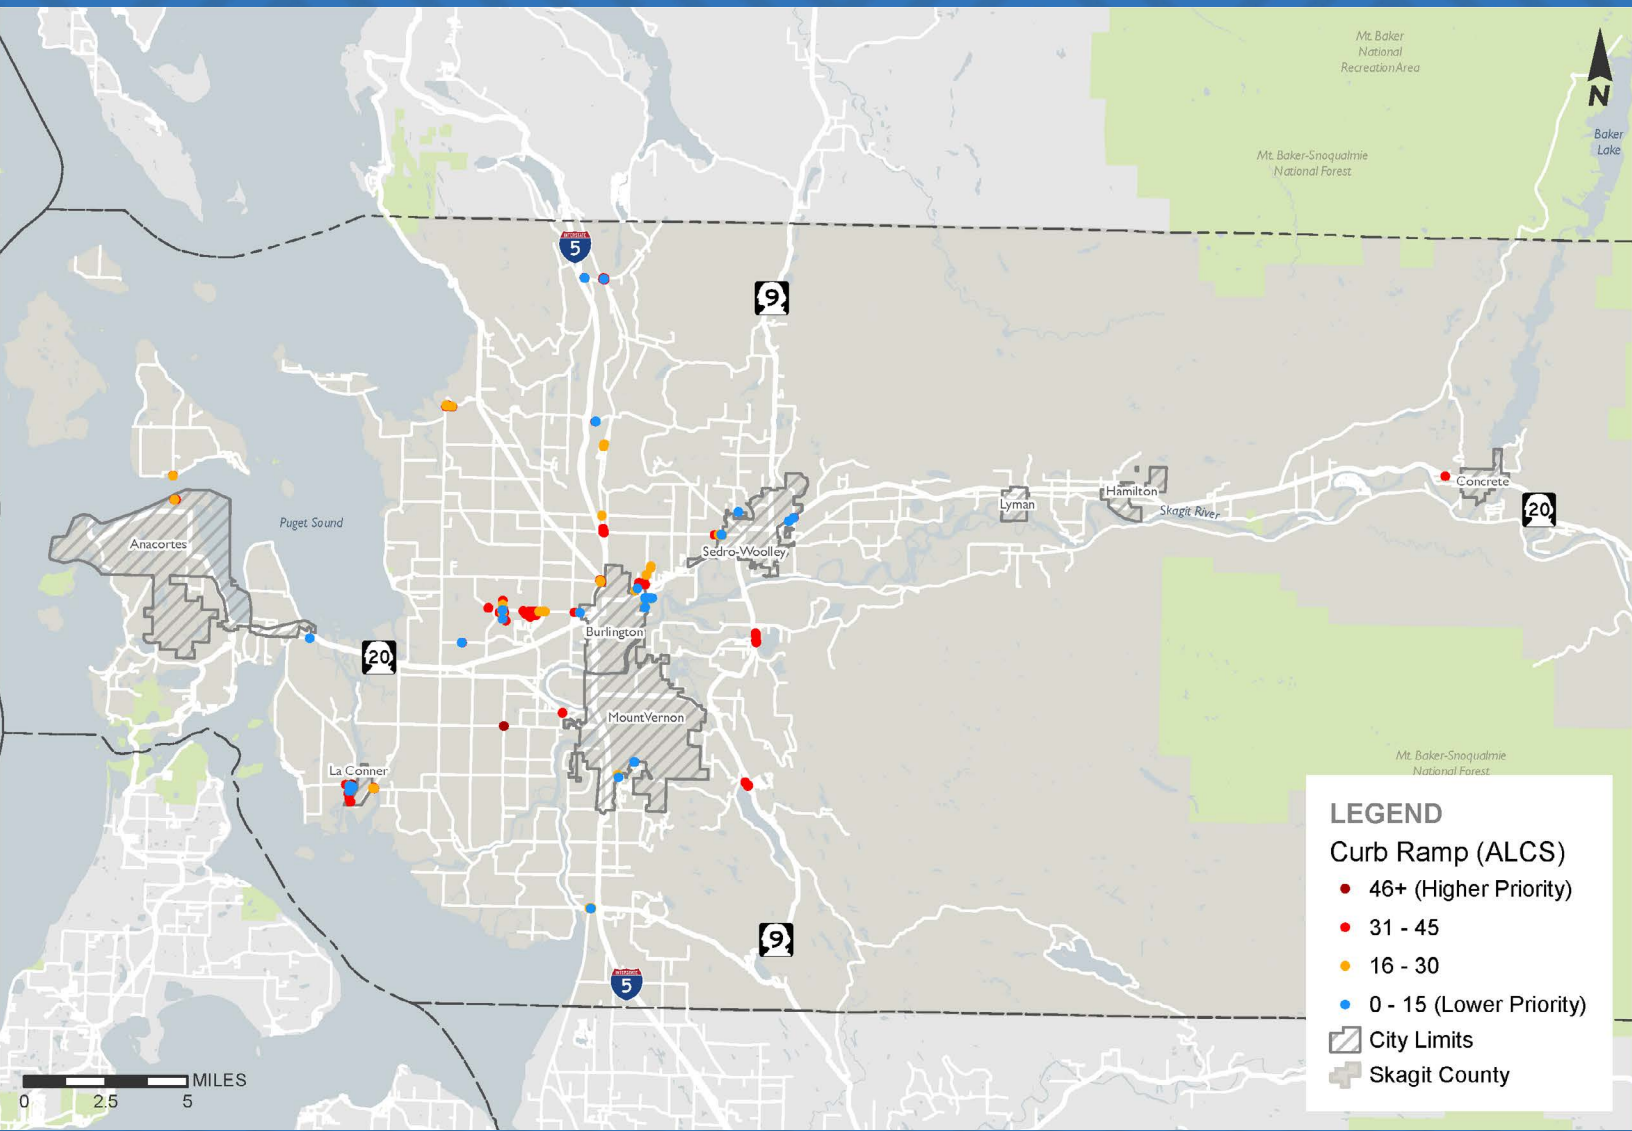 Mt. Baker
National
Recreation Area
N
Baker
Lake
Mt. Baker-Snoqualmie
National Forest
INTERSTATE
5
9
Puget Sound
Anacortes
Lyman
Hamilton
Skagit River
Concrete
20
Sedro-Woolley
Burlington
20
Mount Vernon
La Conner
Mt. Baker-Snoqualmie
National Forest
9
INTERSTATE
5
LEGEND
Curb Ramp (ALCS)
46+ (Higher Priority)
31 - 45
16 - 30
0 - 15 (Lower Priority)
City Limits
Skagit County
MILES
0 2.5 5